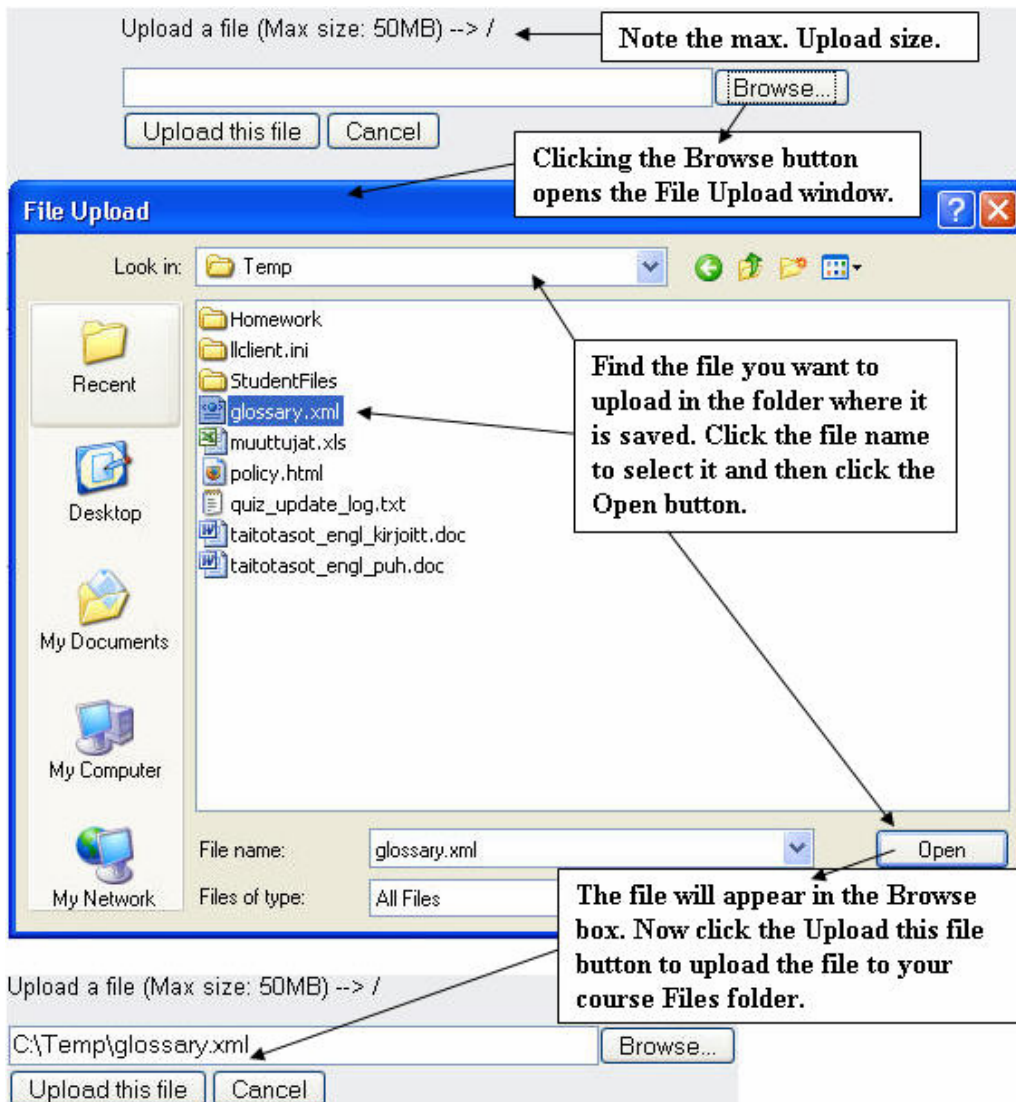 Upload a file (Max size: 50MB) --> /
Note the max. Upload size.
Browse...
Upload this file
Cancel
Clicking the Browse button
opens the File Upload window.
File Upload
Look in:
Temp
Recent
Desktop
My Documents
My Computer
My Network
Homework
llclient.ini
StudentFiles
glossary.xml
muuttujat.xls
policy.html
quiz_update_log.txt
taitotasot_engl_kirjoitt.doc
taitotasot_engl_puh.doc
Find the file you want to
upload in the folder where it
is saved. Click the file name
to select it and then click the
Open button.
File name:
glossary.xml
Open
Files of type:
All Files
The file will appear in the Browse
box. Now click the Upload this file
button to upload the file to your
course Files folder.
Upload a file (Max size: 50MB) --> /
C:\Temp\glossary.xml
Browse...
Upload this file
Cancel